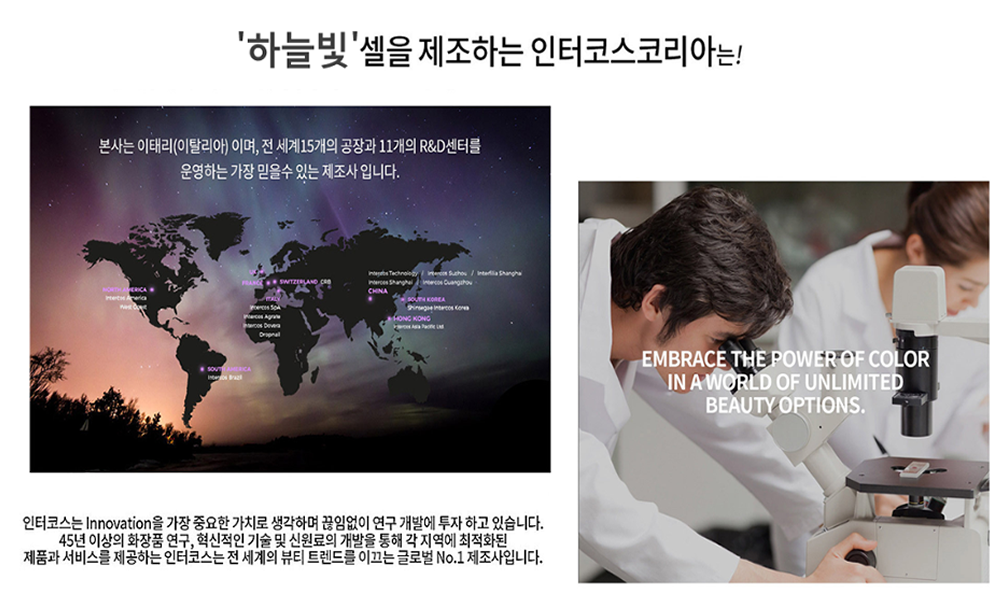 '하늘빛'셀을 제조하는 인터코스코리아는!
본사는 이태리(이탈리아) 이며, 전 세계15개의 공장과 11개의 R&D센터를
운영하는 가장 믿을수 있는 제조사 입니다.
NORTH AMERICA
Intercos America
West Coast
SOUTH AMERICA
Intercos Brazil
FRANCE
SWITZERLAND CRB
ITALY
Intercos SpA
Intercos Agrate
Intercos Dovera
Dropnail
Intercos Technology / Intercos Suzhou / Interfilla Shanghai
Intercos Shanghai / Intercos Guangzhou
CHINA
SOUTH KOREA
Shinsegae Intercos Korea
HONG KONG
Intercos Asia Pacific Ltd
EMBRACE THE POWER OF COLOR
IN A WORLD OF UNLIMITED
BEAUTY OPTIONS.
인터코스는 Innovation을 가장 중요한 가치로 생각하며 끊임없이 연구 개발에 투자 하고 있습니다.
45년 이상의 화장품 연구, 혁신적인 기술 및 신원료의 개발을 통해 각 지역에 최적화된
제품과 서비스를 제공하는 인터코스는 전 세계의 뷰티 트렌드를 이끄는 글로벌 No.1 제조사입니다.